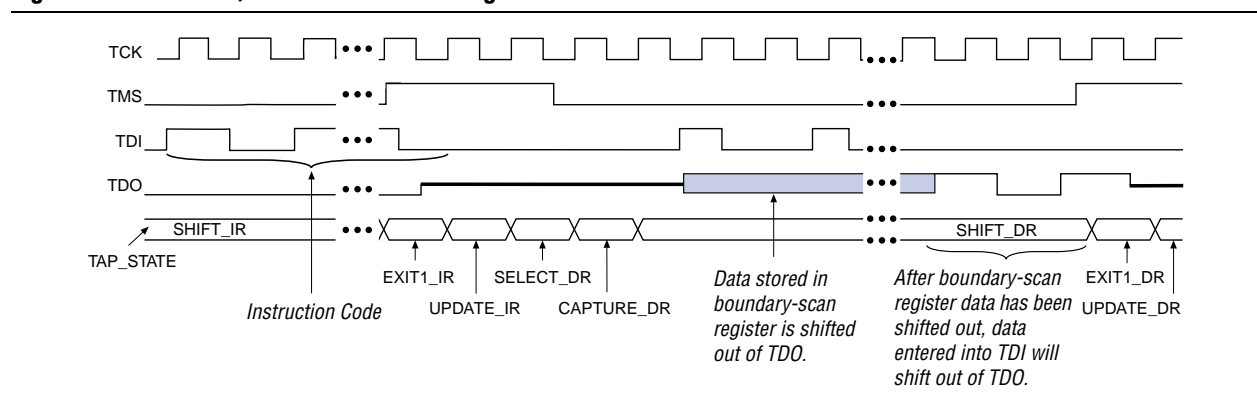 TCK
TMS
TDI
TDO
SHIFT_IR
SHIFT_DR
TAP_STATE
EXIT1_IR
SELECT_DR
EXIT1_DR
Instruction Code
UPDATE_IR
CAPTURE_DR
UPDATE_DR
Data stored in
boundary-scan
register is shifted
out of TDO.
After boundary-scan
register data has been
shifted out, data
entered into TDI will
shift out of TDO.